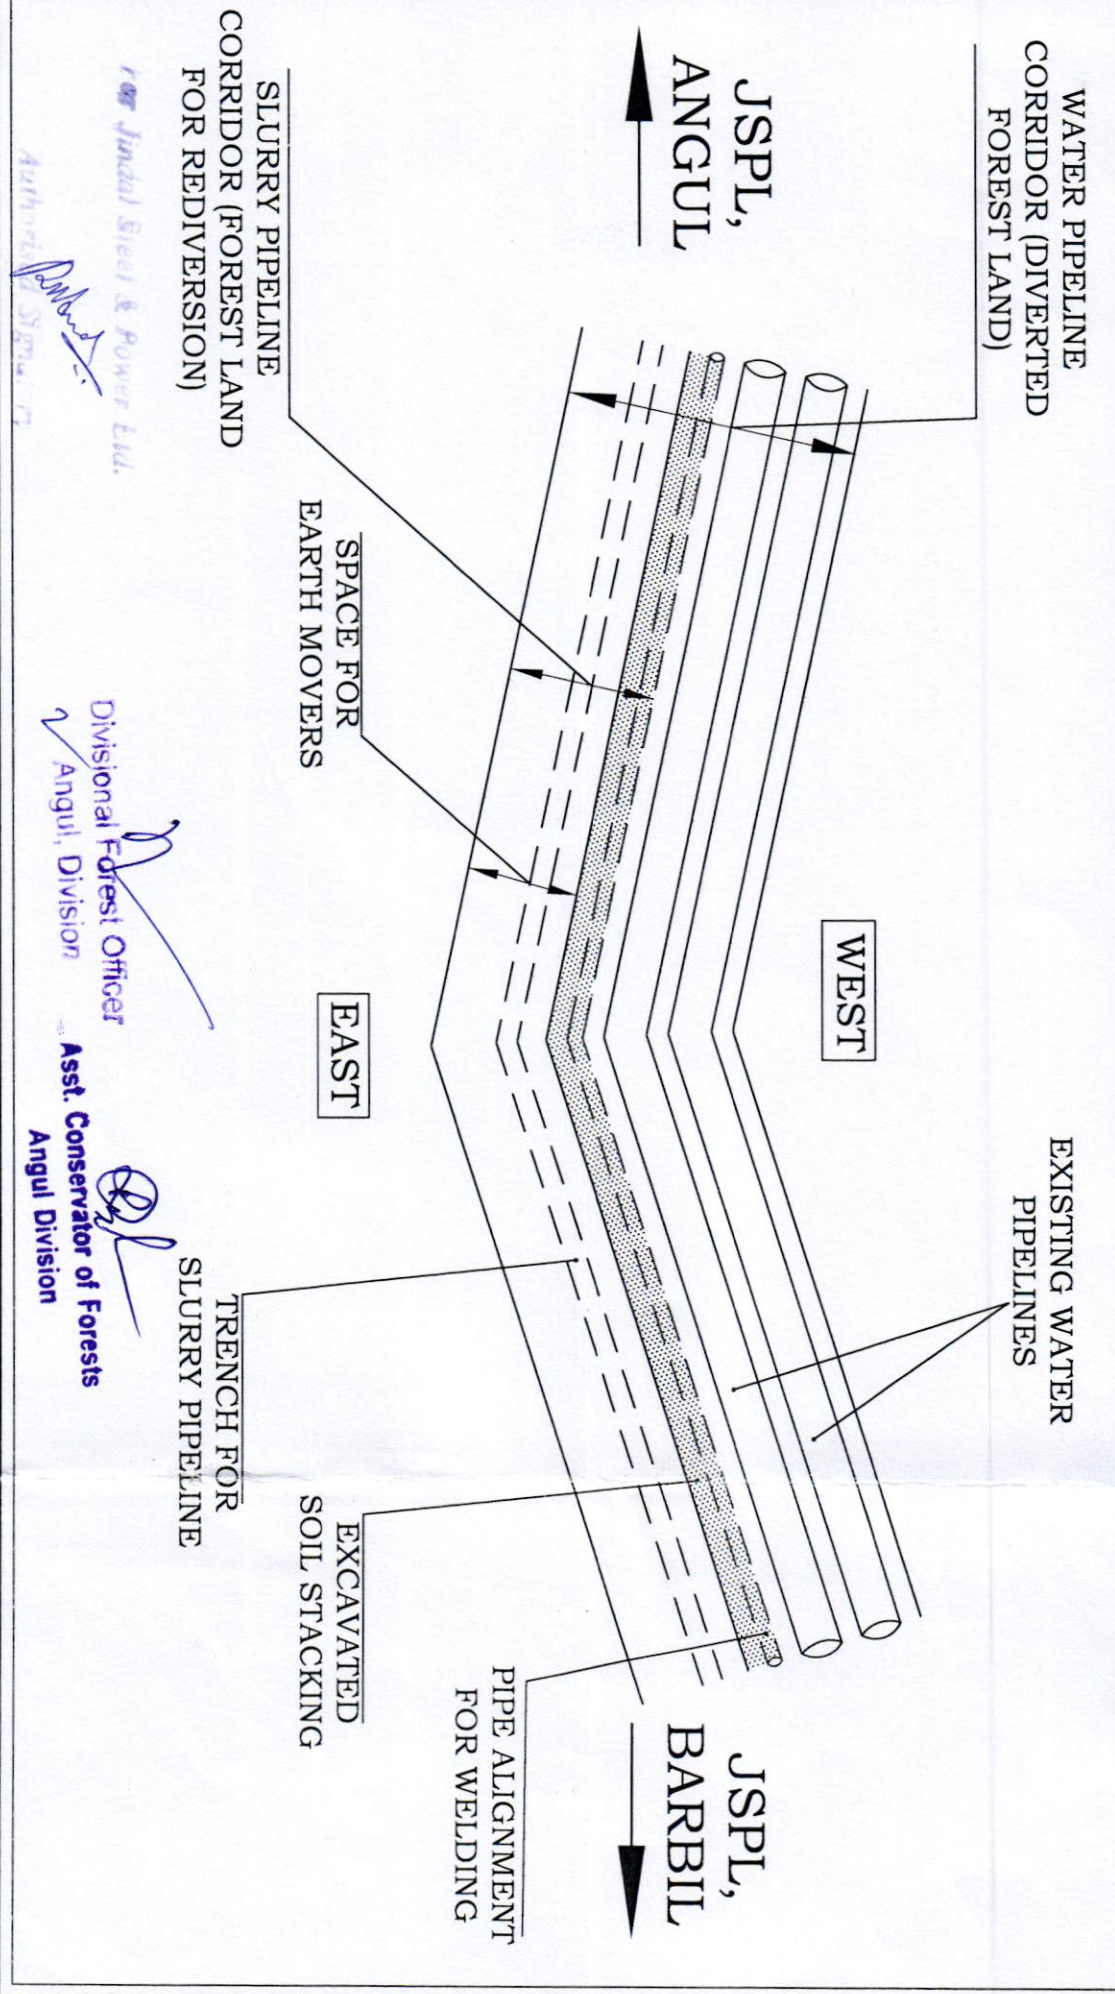 WATER PIPELINE
CORRIDOR (DIVERTED
FOREST LAND)
EXISTING WATER
PIPELINES
WEST
JSPL,
ANGUL
JSPL,
BARBIL
PIPE ALIGNMENT
FOR WELDING
SPACE FOR
EARTH MOVERS
EAST
EXCAVATED
SOIL STACKING
SLURRY PIPELINE
CORRIDOR (FOREST LAND
FOR REDIVERSION)
TRENCH FOR
SLURRY PIPELINE
For Jindal Steel & Power Ltd.
Authorised
Divisional Forest Officer
Angul, Division
Asst. Conservator of Forests
Angul Division